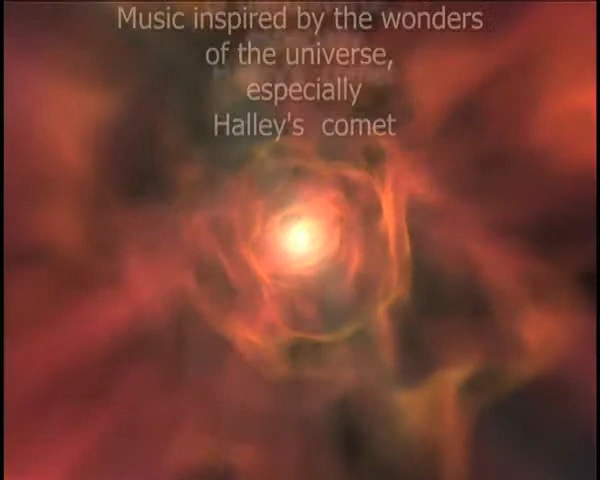 Music inspired by the wonders
of the universe,
especially
Halley's comet